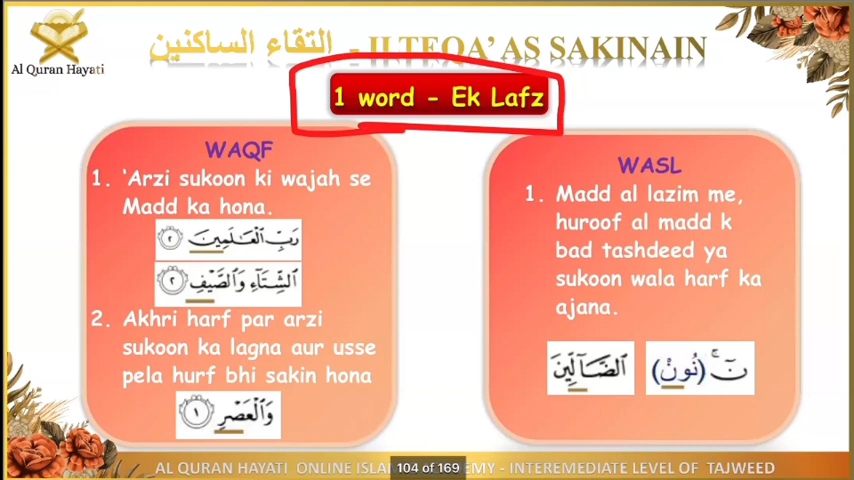 Al Quran Hayati
التقاء الساكنين - ILTEQA' AS SAKINAIN
1 word - Ek Lafz
WAQF
1. 'Arzi sukoon ki wajah se
Madd ka hona.
رَبِّ ٱلْعَـٰلَمِينَ ٢
ٱلشِّتَآءِ وَٱلصَّيْفِ ٢
2. Akhri harf par arzi
sukoon ka lagna aur usse
pela hurf bhi sakin hona
وَٱلْعَصْرِ ١
WASL
1. Madd al lazim me,
huroof al madd k
bad tashdeed ya
sukoon wala harf ka
ajana.
ٱلضَّآلِّينَ
نٓ (نُونْ)
AL QURAN HAYATI ONLINE - INTEREMEDIATE LEVEL OF TAJWEED
104 of 169